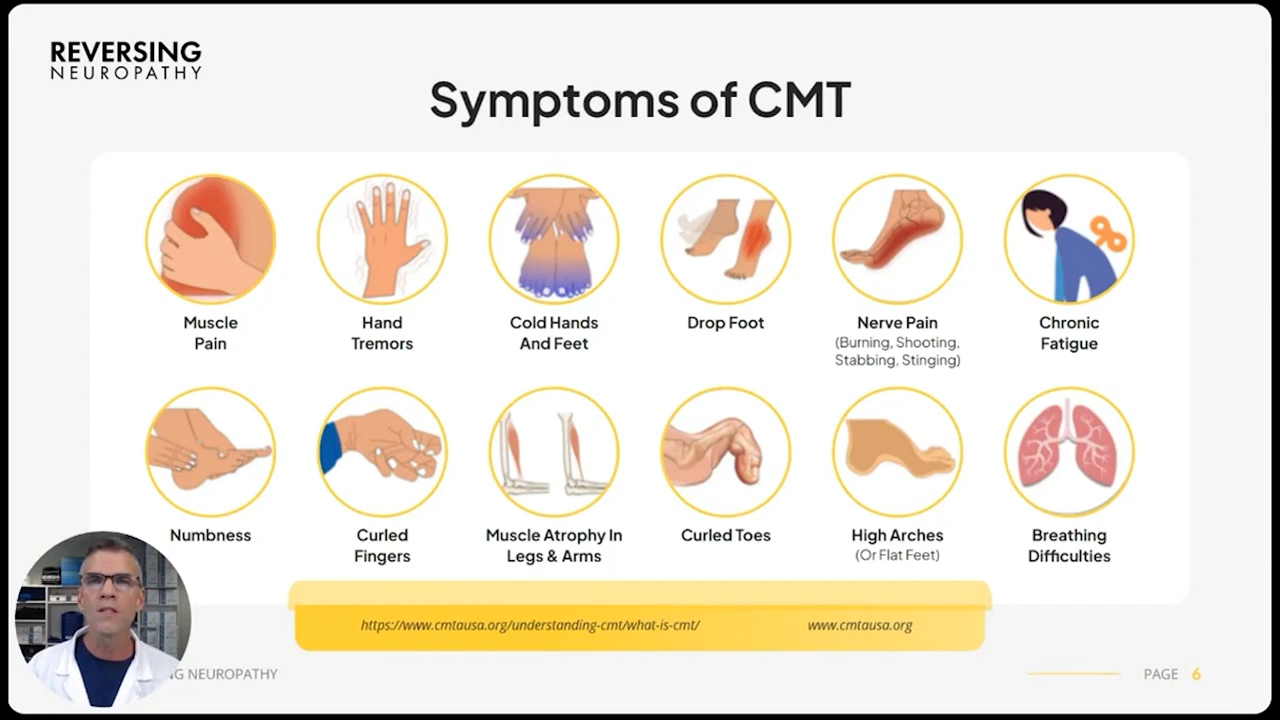 REVERSING
NEUROPATHY
Symptoms of CMT
Muscle
Pain
Hand
Tremors
Cold Hands
And Feet
Drop Foot
Nerve Pain
(Burning, Shooting,
Stabbing, Stinging)
Chronic
Fatigue
Numbness
Curled
Fingers
Muscle Atrophy In
Legs & Arms
Curled Toes
High Arches
(Or Flat Feet)
Breathing
Difficulties
https://www.cmtausa.org/understanding-cmt/what-is-cmt/ www.cmtausa.org
NG NEUROPATHY
PAGE 6